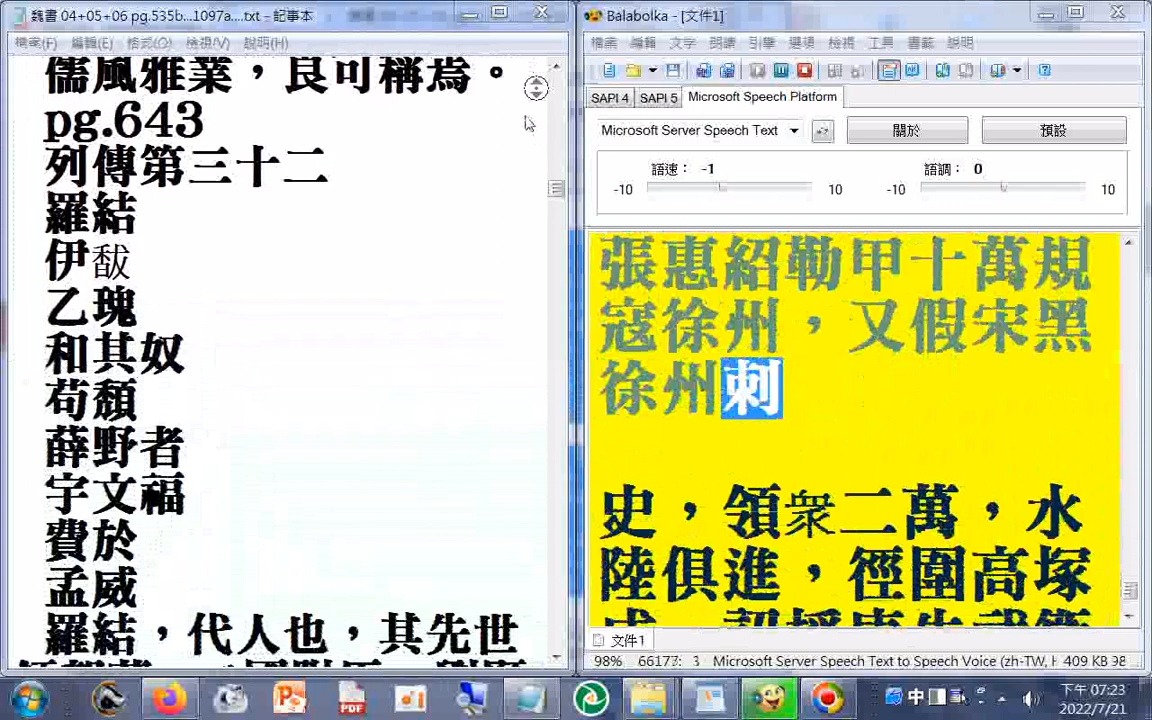 魏書 04+05+06 pg.535b...1097a....txt - 記事本
檔案(F) 編輯(E) 格式(O) 檢視(V) 說明(H)
儒風雅業，良可稱焉。
pg.643
列傳第三十二
羅結
伊馛
乙瑰
和其奴
苟頹
薛野者
宇文福
費於
孟威
羅結，代人也，其先世
Balabolka - [文件1]
檔案 編輯 文字 朗讀 引擎 選項 檢視 工具 書籤 說明
SAPI 4 SAPI 5 Microsoft Speech Platform
Microsoft Server Speech Text
關於
預設
語速： -1
語調： 0
-10 10 -10 10
張惠紹勒甲十萬規
寇徐州，又假宋黑
徐州刺
史，領衆二萬，水
陸俱進，徑圍高塚
文件1
98% 66177: 3 Microsoft Server Speech Text to Speech Voice (zh-TW, H 409 KB 98
中
下午 07:23
2022/7/21